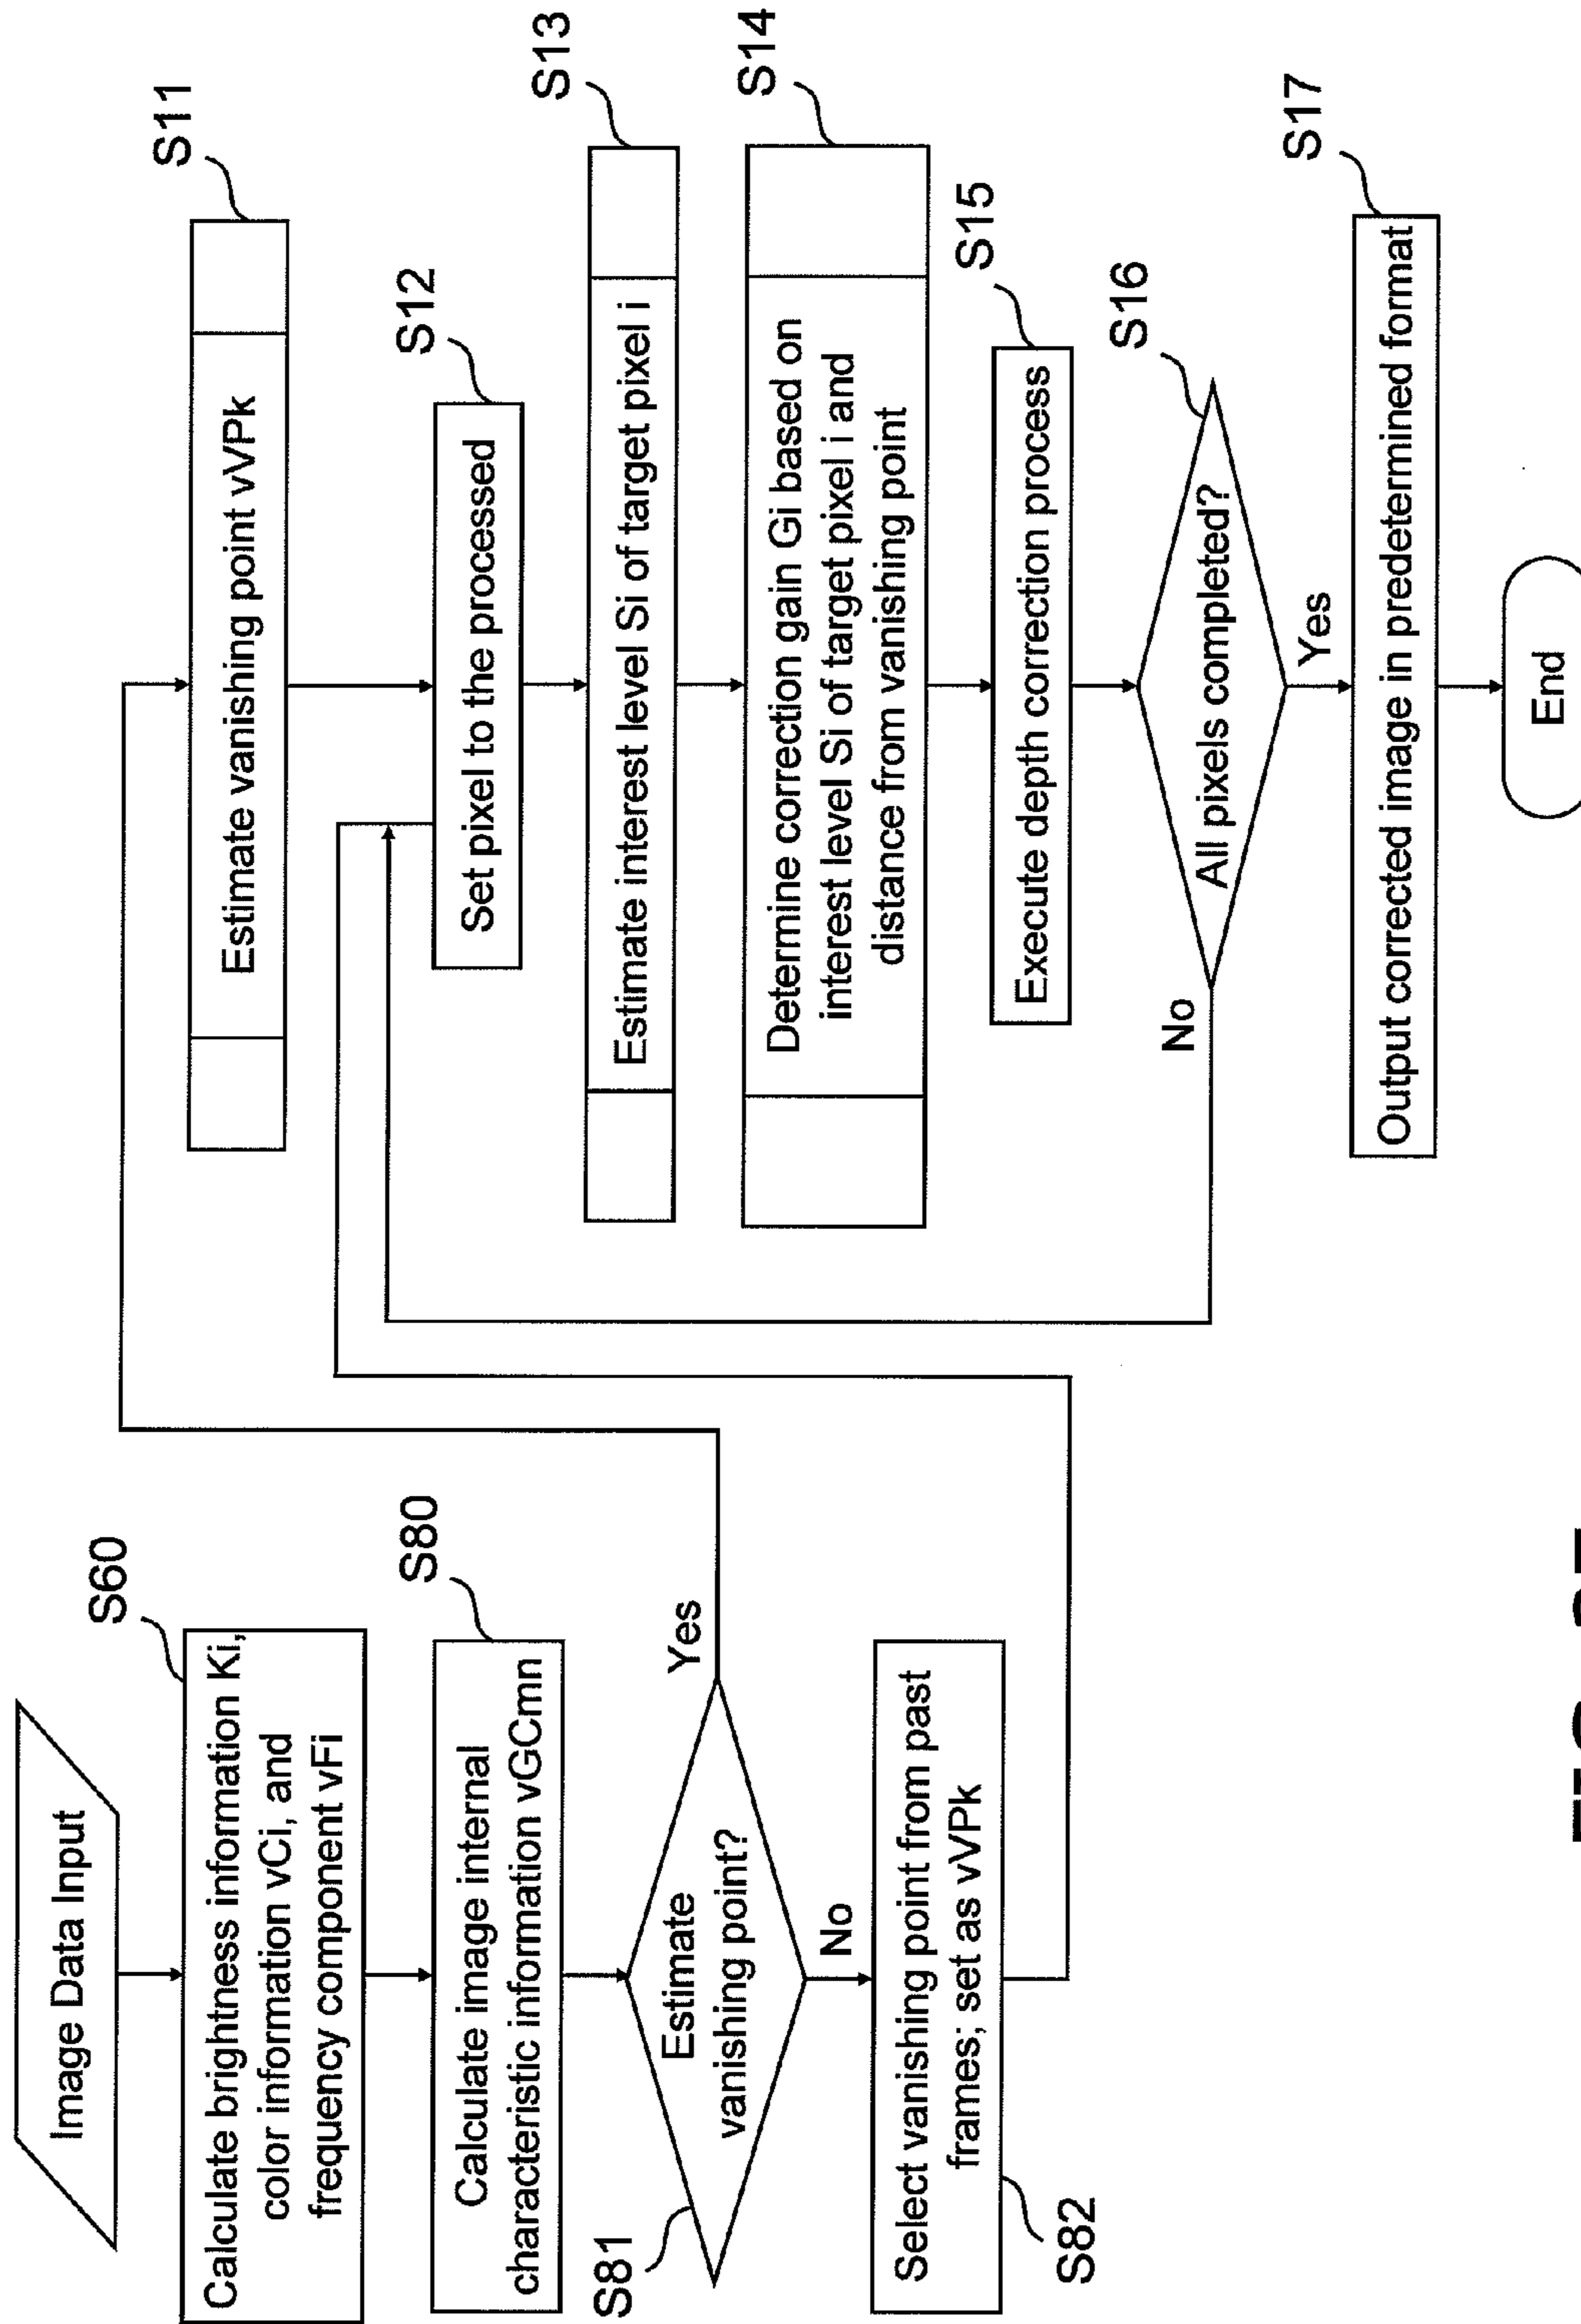 Image Data Input
S60
Calculate brightness information Ki,
color information vCi, and
frequency component vFi
S80
Calculate image internal
characteristic information vGCmn
S81
Estimate
vanishing point?
Yes
No
Select vanishing point from past
frames; set as vVPk
S82
S11
Estimate vanishing point vVPk
S12
Set pixel to the processed
S13
Estimate interest level Si of target pixel i
S14
Determine correction gain Gi based on
interest level Si of target pixel i and
distance from vanishing point
S15
Execute depth correction process
S16
All pixels completed?
No
Yes
S17
Output corrected image in predetermined format
End